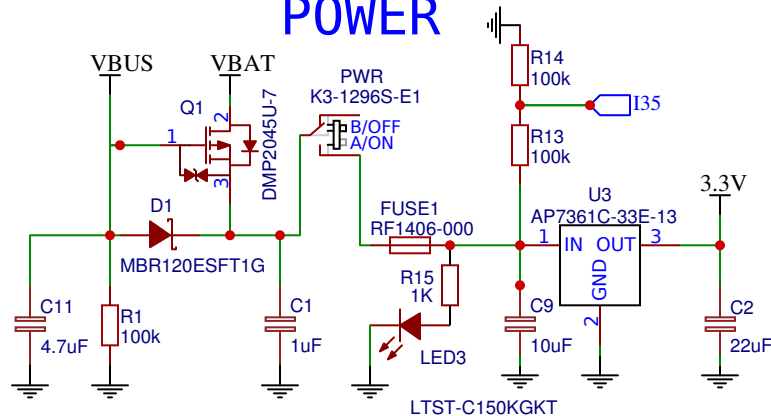 POWER
VBUS
VBAT
PWR
K3-1296S-E1
R14
100k
I35
Q1
2
1
3
DMP2045U-7
B/OFF
A/ON
R13
100k
D1
MBR120ESFT1G
FUSE1
RF1406-000
U3
AP7361C-33E-13
3.3V
1
IN
OUT
3
GND
2
R15
1K
LED3
C11
4.7uF
R1
100k
C1
1uF
C9
10uF
C2
22uF
LTST-C150KGKT